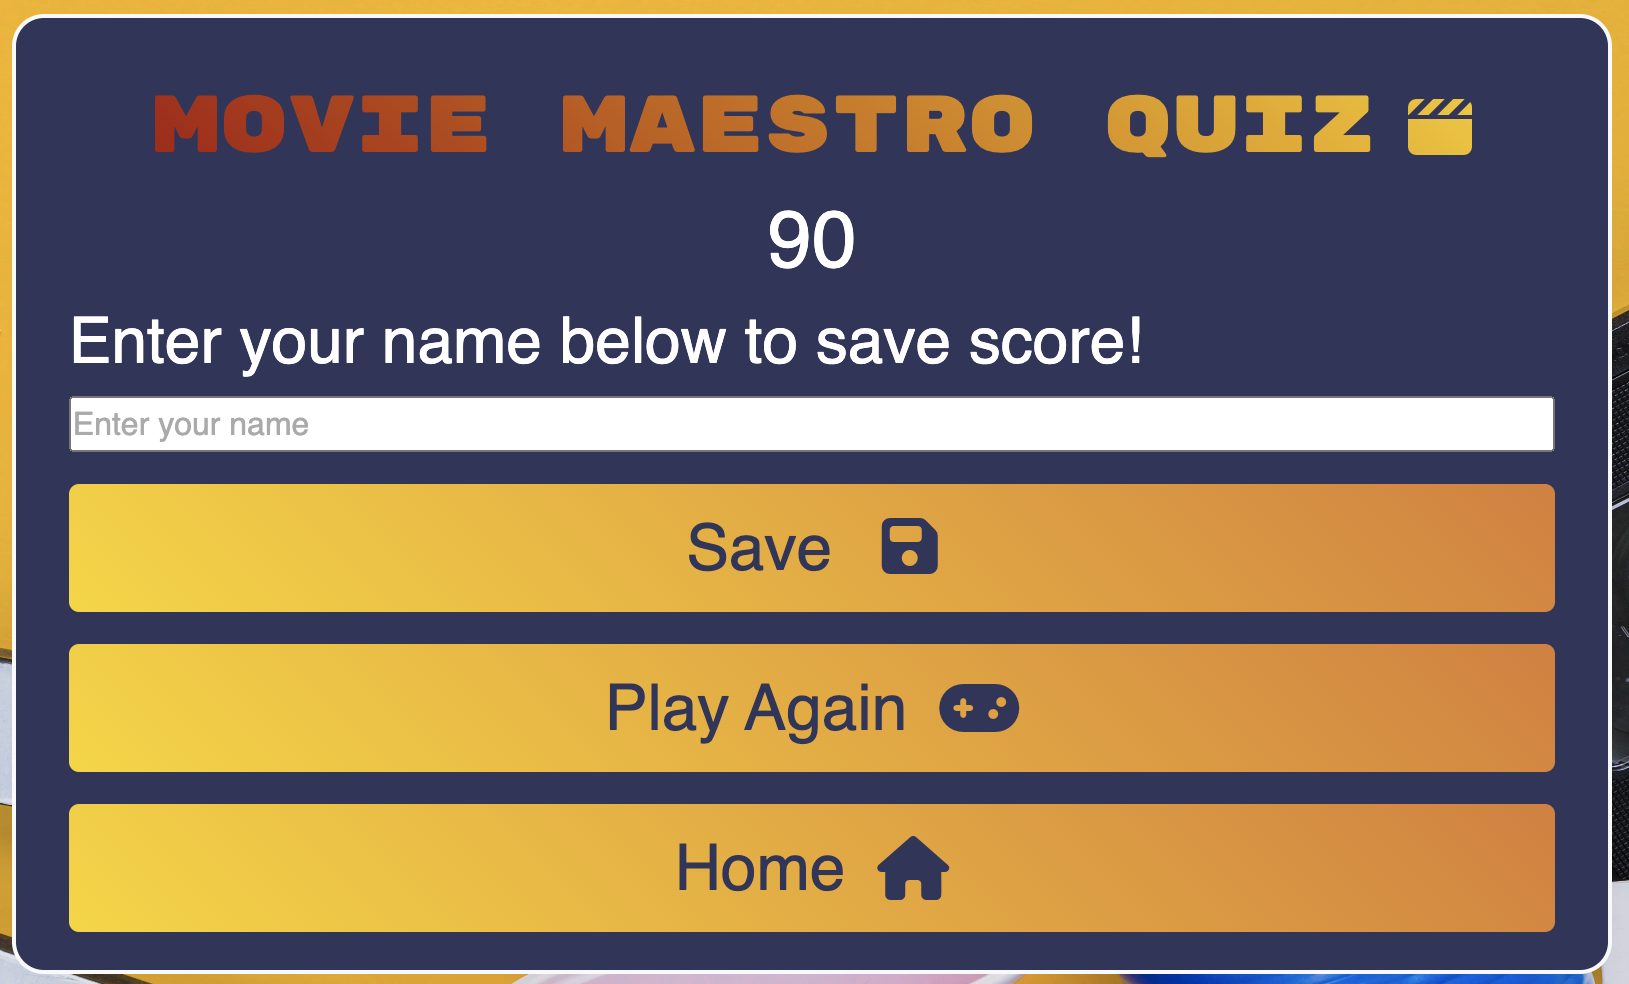 MOVIE MAESTRO QUIZ
90
Enter your name below to save score!
Enter your name
Save
Play Again
Home